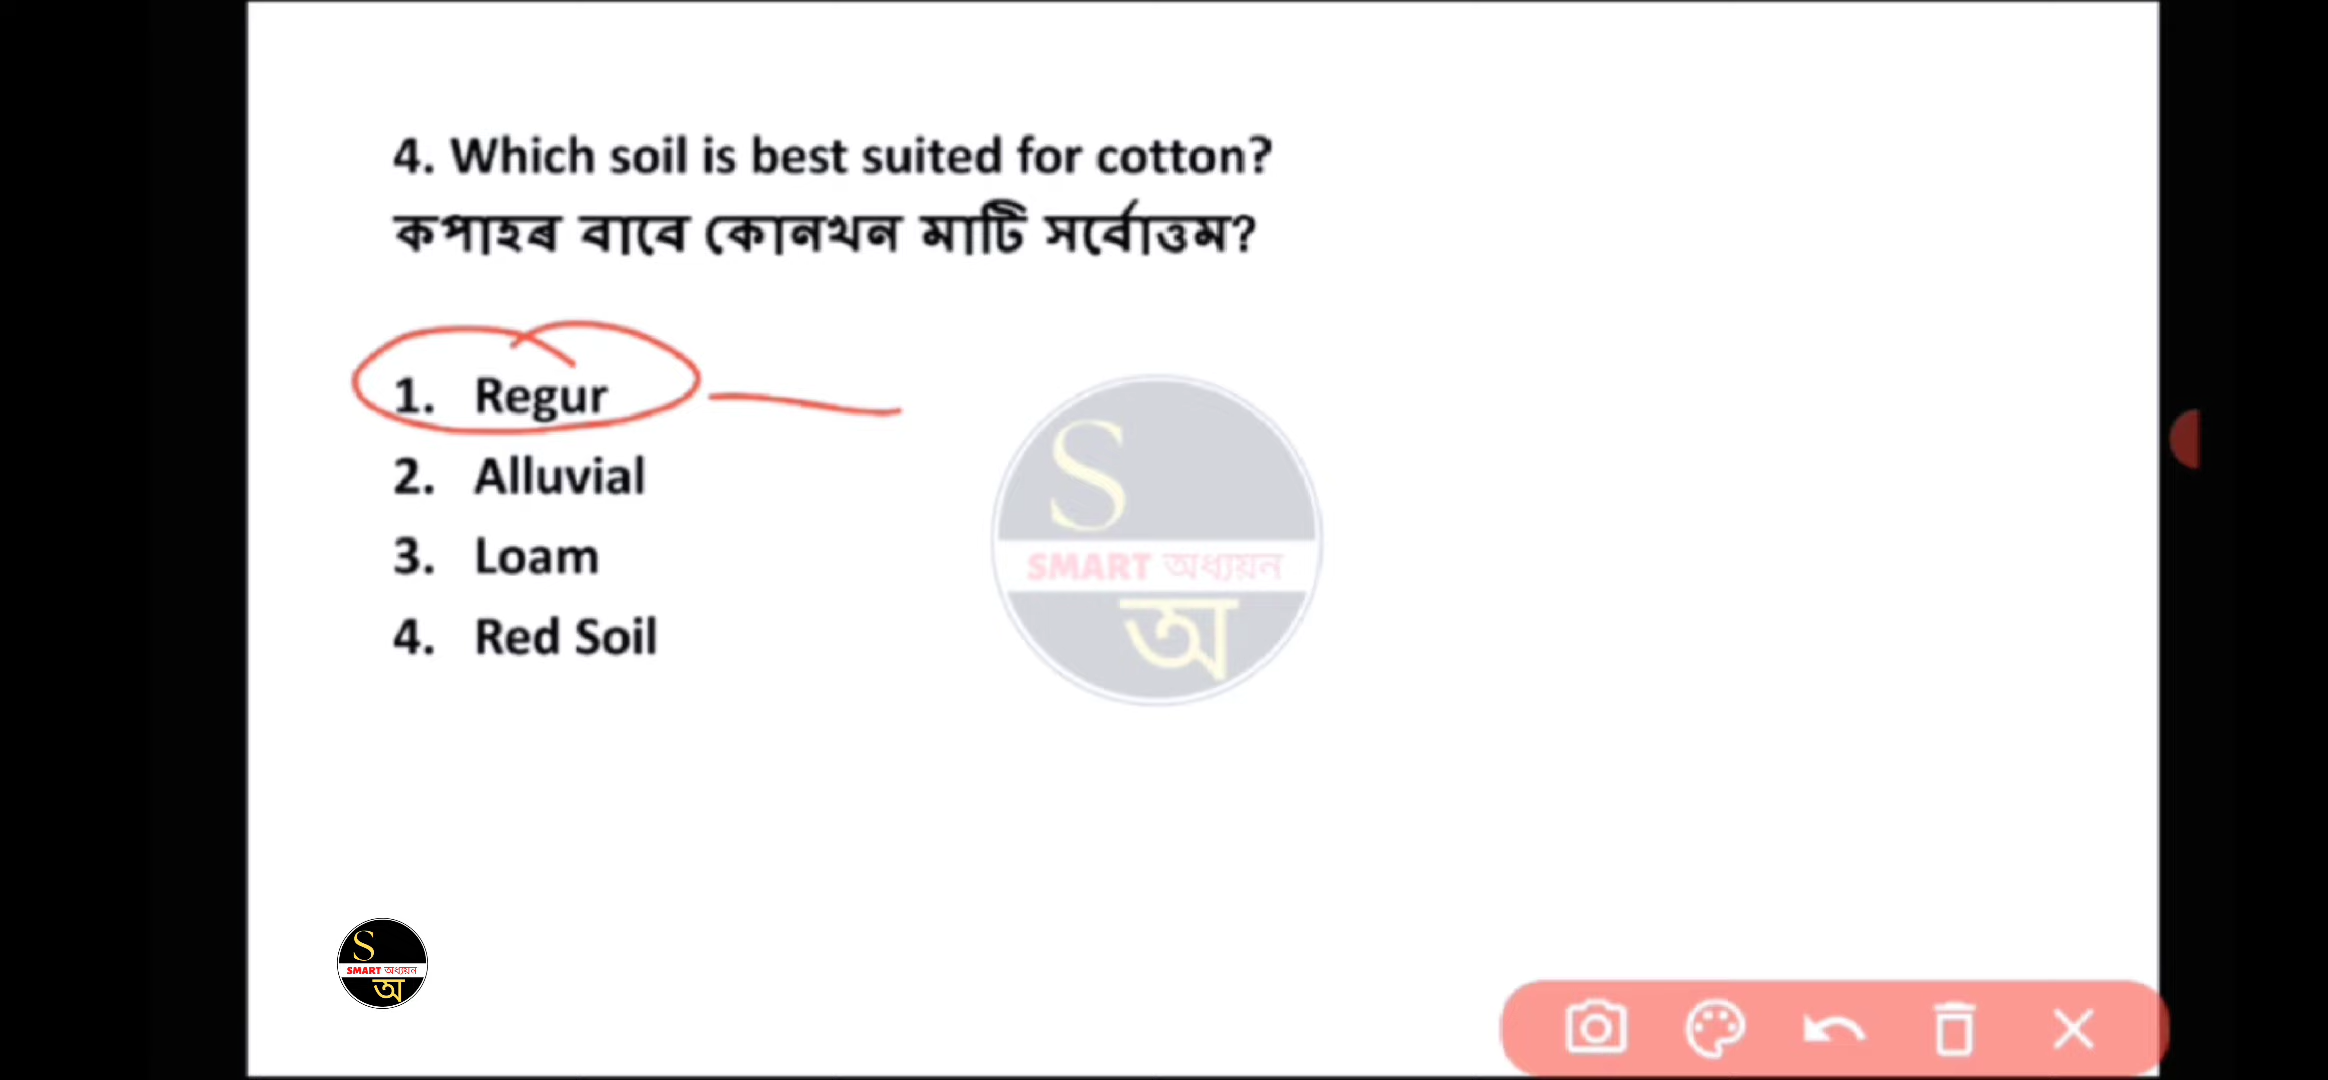 4. Which soil is best suited for cotton?
কপাহৰ বাবে কোনখন মাটি সৰ্বোত্তম?
1. Regur
2. Alluvial
3. Loam
4. Red Soil
S
SMART অধ্যয়ন
অ
S
SMART অধ্যয়ন
অ